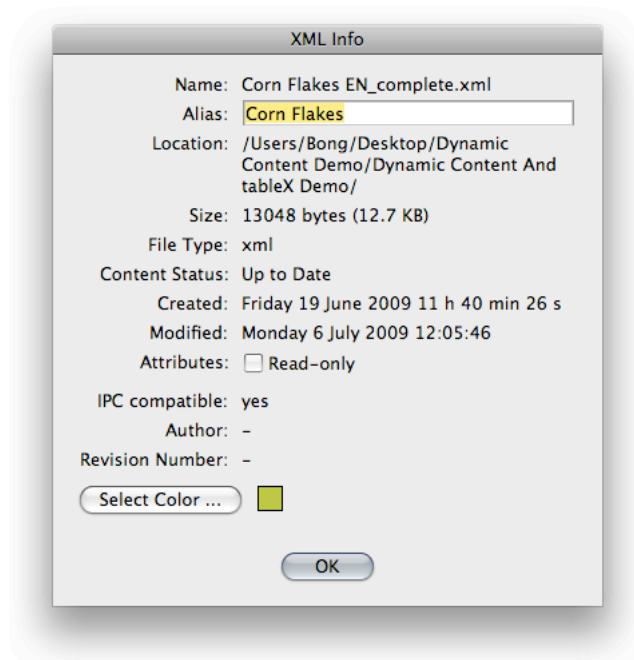 XML Info
Name: Corn Flakes EN_complete.xml
Alias: Corn Flakes
Location: /Users/Bong/Desktop/Dynamic
Content Demo/Dynamic Content And
tableX Demo/
Size: 13048 bytes (12.7 KB)
File Type: xml
Content Status: Up to Date
Created: Friday 19 June 2009 11 h 40 min 26 s
Modified: Monday 6 July 2009 12:05:46
Attributes: Read-only
IPC compatible: yes
Author: –
Revision Number: –
Select Color ...
OK